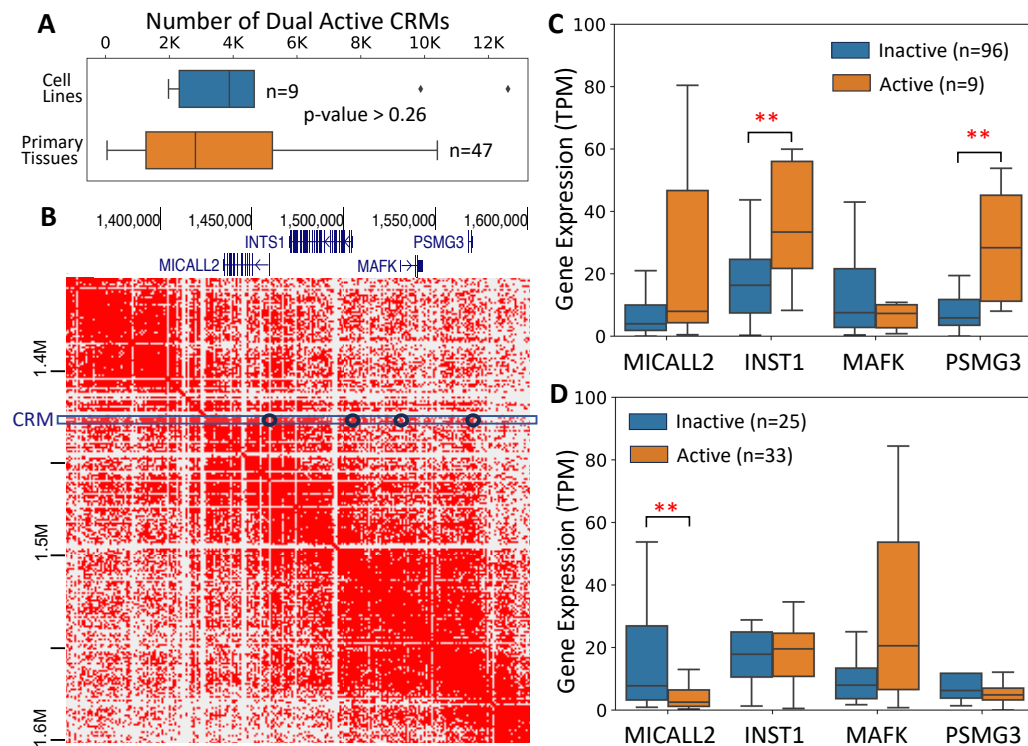 A
Number of Dual Active CRMs
0 2K 4K 6K 8K 10K 12K
Cell
Lines
n=9
p-value > 0.26
Primary
Tissues
n=47
B
1,400,000 1,450,000 1,500,000 1,550,000 1,600,000
INTS1 PSMG3
MICALL2 MAFK
1.4M
CRM
1.5M
1.6M
C
Gene Expression (TPM)
100
80
60
40
20
0
Inactive (n=96)
Active (n=9)
** **
MICALL2 INST1 MAFK PSMG3
D
Gene Expression (TPM)
100
80
60
40
20
0
Inactive (n=25)
Active (n=33)
**
MICALL2 INST1 MAFK PSMG3